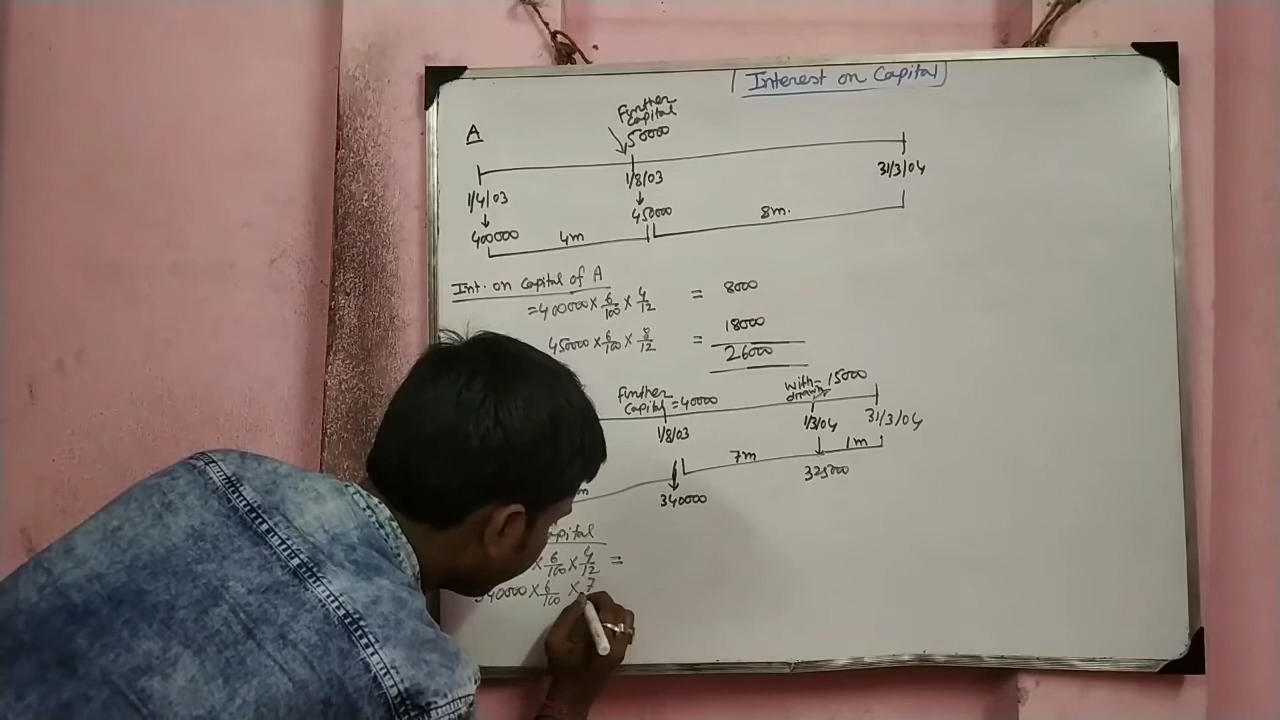 Interest on Capital
A
Further
Capital
50000
1/4/03
1/8/03
31/3/04
400000
450000
4m
8m.
Int. on Capital of A
= 400000 × 6/100 × 4/12 = 8000
450000 × 6/100 × 8/12 = 18000
26000
Further
Capital = 40000
with- 15000
drawn
1/8/03
1/3/04
31/3/04
7m
1m
m
340000
325000
apital
× 6/100 × 4/12 =
340000 × 6/100 × 7